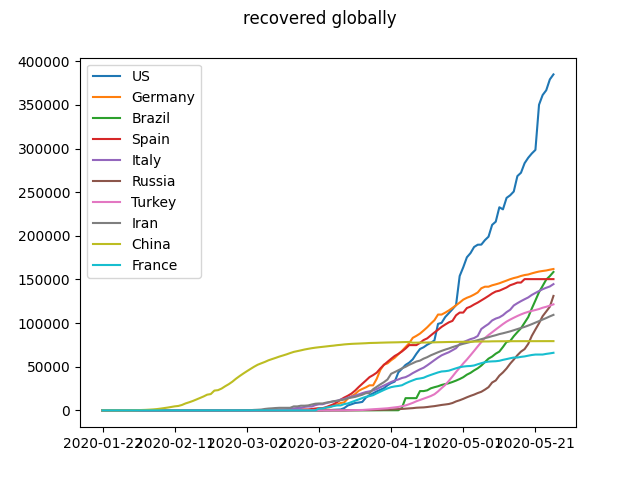 recovered globally
400000
350000
300000
250000
200000
150000
100000
50000
0
US
Germany
Brazil
Spain
Italy
Russia
Turkey
Iran
China
France
2020-01-22 2020-02-11 2020-03-02 2020-03-22 2020-04-11 2020-05-01 2020-05-21